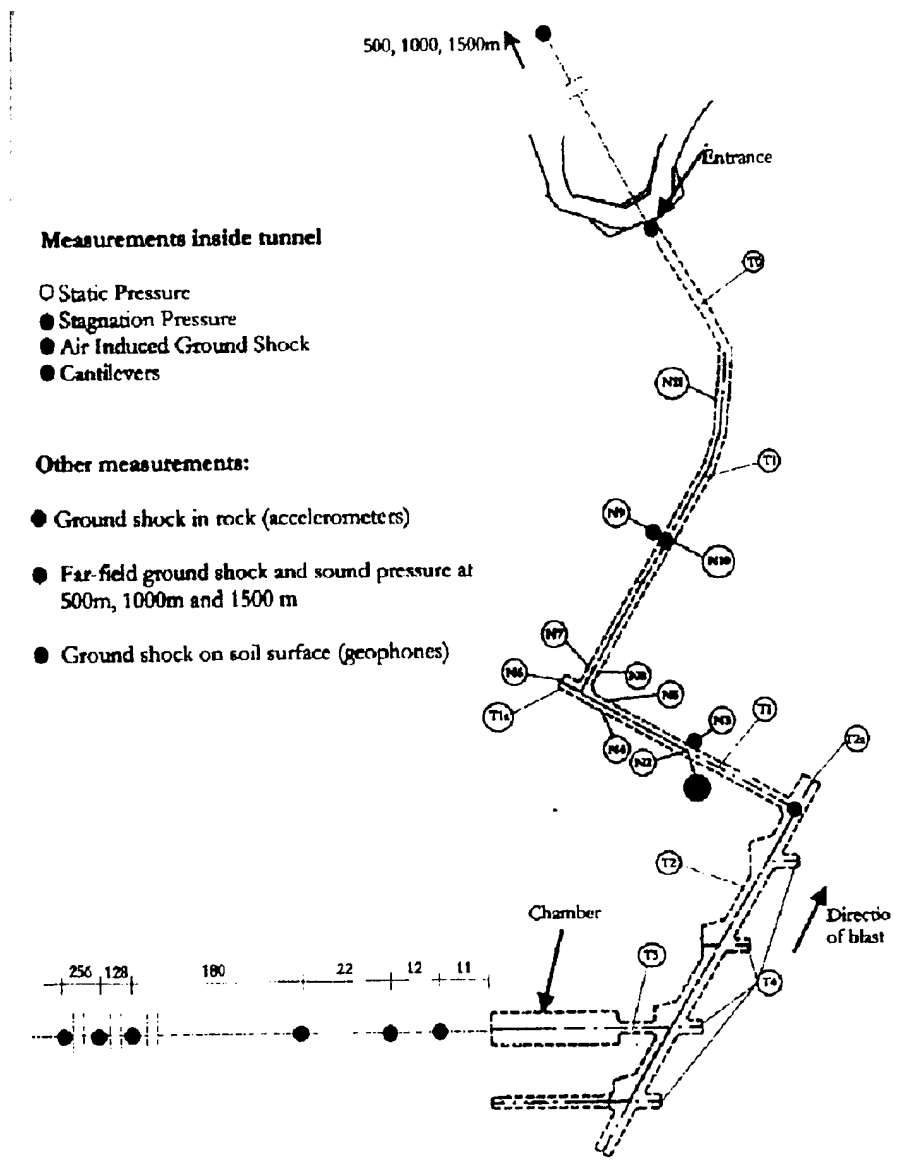 500, 1000, 1500m
Entrance
Measurements inside tunnel
Static Pressure
Stagnation Pressure
Air Induced Ground Shock
Cantilevers
Other measurements:
Ground shock in rock (accelerometers)
Far-field ground shock and sound pressure at
500m, 1000m and 1500 m
Ground shock on soil surface (geophones)
T1
N9
N10
N7
N6
T1a
N5
N4
N3
N2
T1
T2a
T2
Chamber
Directio
of blast
T3
T4
256 128 180 22 12 11